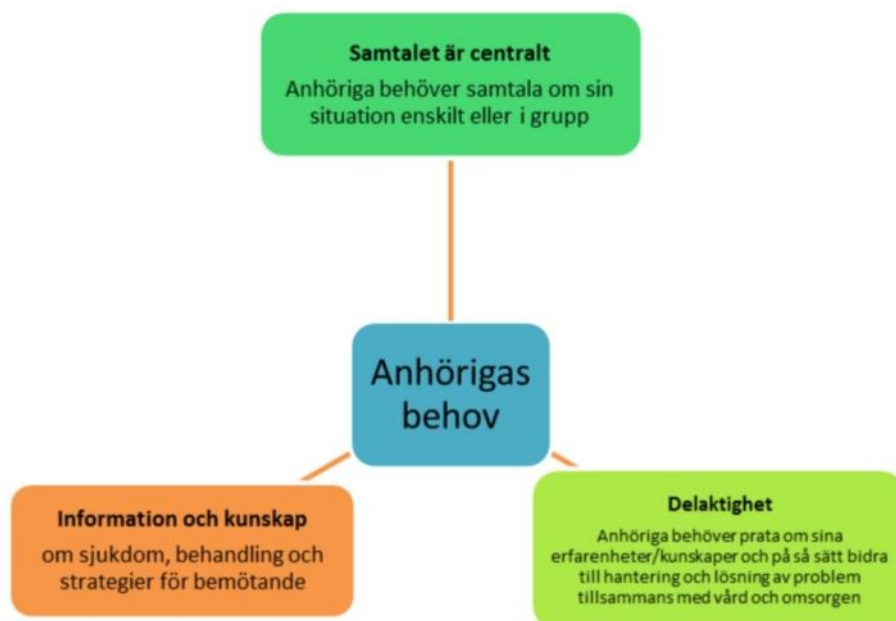 Samtalet är centralt
Anhöriga behöver samtala om sin
situation enskilt eller i grupp
Anhörigas
behov
Information och kunskap
om sjukdom, behandling och
strategier för bemötande
Delaktighet
Anhöriga behöver prata om sina
erfarenheter/kunskaper och på så sätt bidra
till hantering och lösning av problem
tillsammans med vård och omsorgen